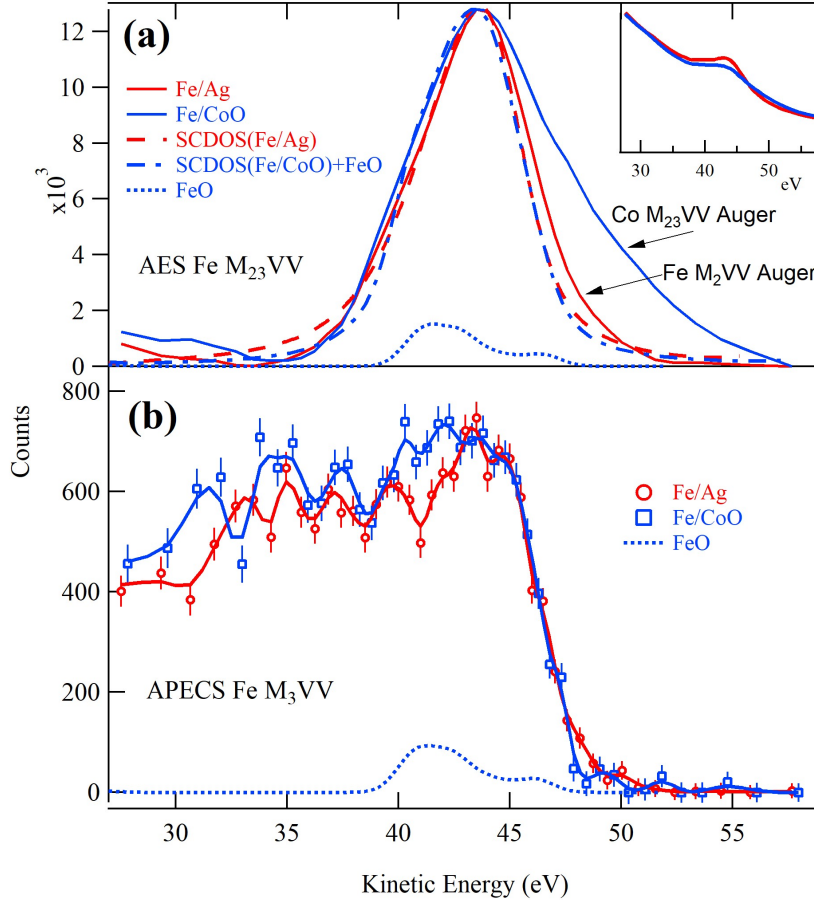 (a)
12
10
8
6
4
2
0
x10³
Fe/Ag
Fe/CoO
SCDOS(Fe/Ag)
SCDOS(Fe/CoO)+FeO
FeO
AES Fe M₂₃VV
30
40
50
eV
Co M₂₃VV Auger
Fe M₂VV Auger
(b)
800
600
400
200
0
Counts
Fe/Ag
Fe/CoO
FeO
APECS Fe M₃VV
30
35
40
45
50
55
Kinetic Energy (eV)